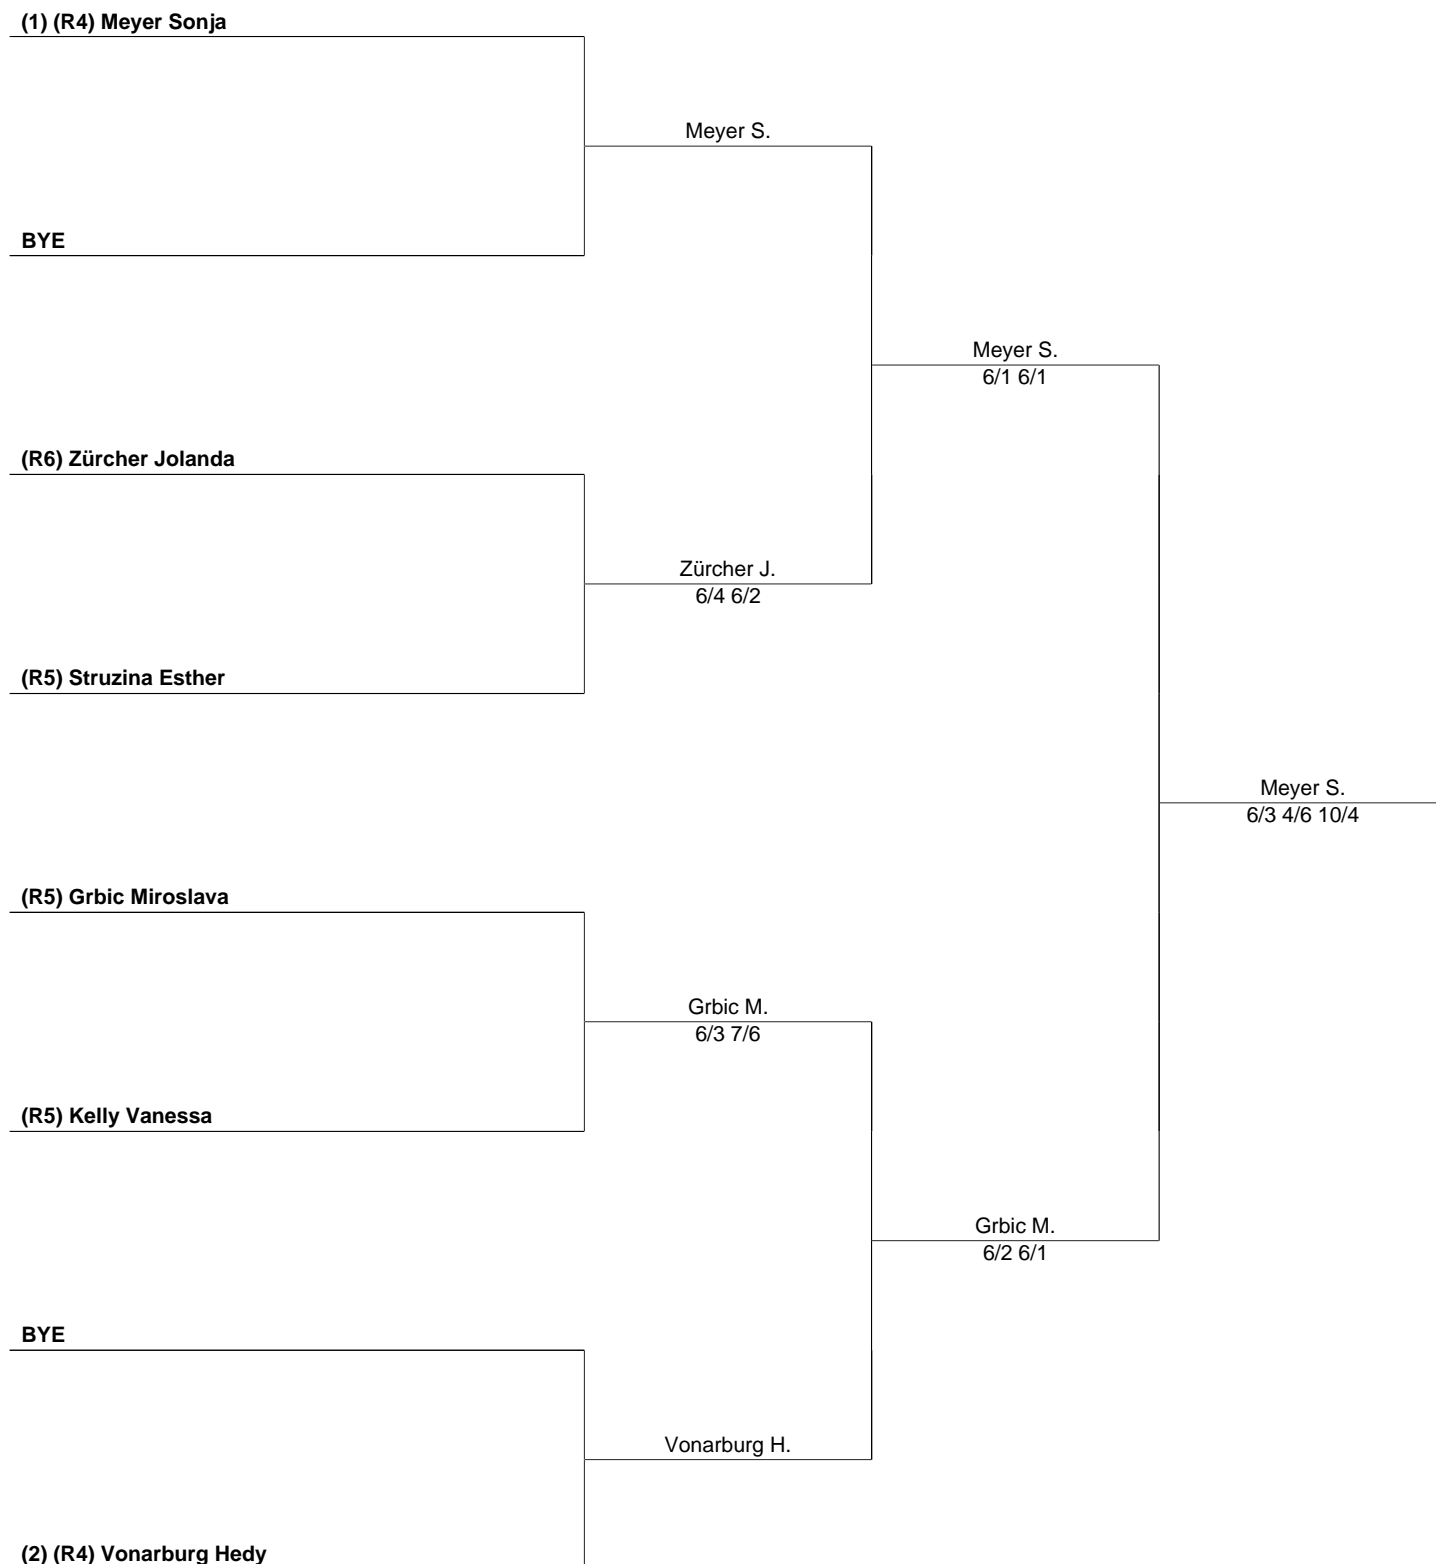 (1) (R4) Meyer Sonja
Meyer S.
BYE
Meyer S.
6/1 6/1
(R6) Zürcher Jolanda
Zürcher J.
6/4 6/2
(R5) Struzina Esther
Meyer S.
6/3 4/6 10/4
(R5) Grbic Miroslava
Grbic M.
6/3 7/6
(R5) Kelly Vanessa
Grbic M.
6/2 6/1
BYE
Vonarburg H.
(2) (R4) Vonarburg Hedy